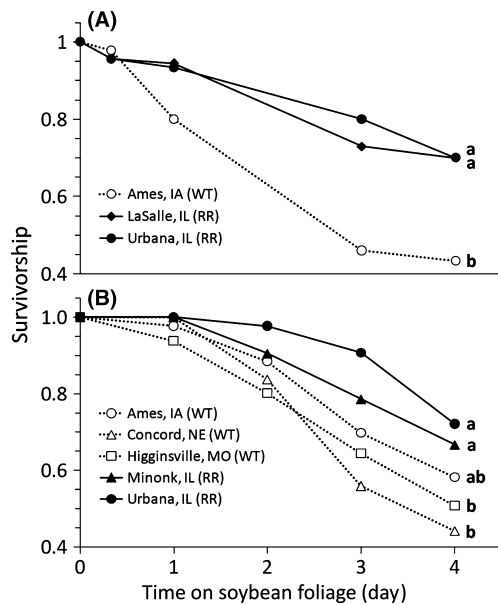 (A)
1
0.8
0.6
0.4
Ames, IA (WT)
LaSalle, IL (RR)
Urbana, IL (RR)
a
a
b
Survivorship
(B)
1
0.8
0.6
0.4
Ames, IA (WT)
Concord, NE (WT)
Higginsville, MO (WT)
Minonk, IL (RR)
Urbana, IL (RR)
a
a
ab
b
b
0 1 2 3 4
Time on soybean foliage (day)